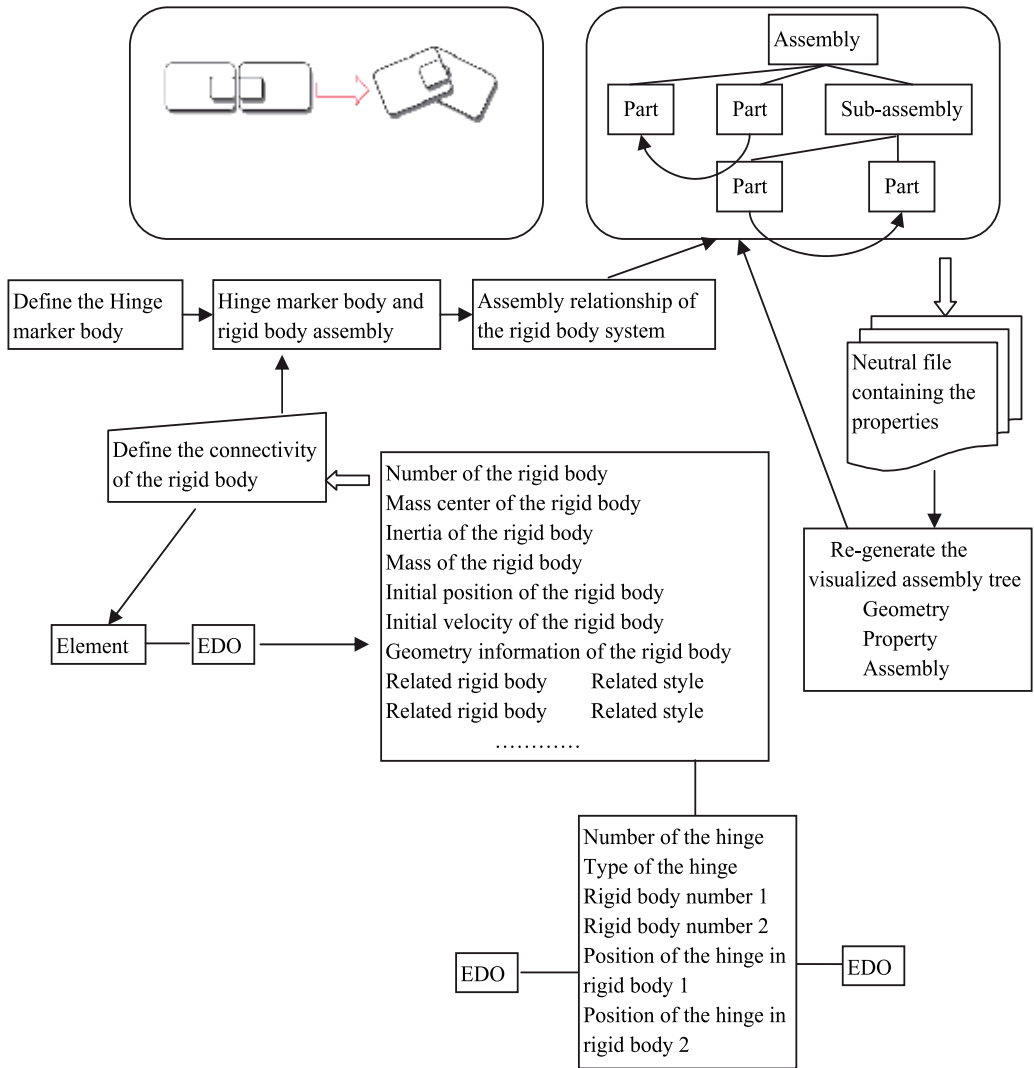 Assembly
Part
Part
Sub-assembly
Part
Part
Define the Hinge
marker body
Hinge marker body and
rigid body assembly
Assembly relationship of
the rigid body system
Neutral file
containing the
properties
Define the connectivity
of the rigid body
Number of the rigid body
Mass center of the rigid body
Inertia of the rigid body
Mass of the rigid body
Initial position of the rigid body
Initial velocity of the rigid body
Geometry information of the rigid body
Related rigid body Related style
Related rigid body Related style
…………
Re-generate the
visualized assembly tree
Geometry
Property
Assembly
Element
EDO
Number of the hinge
Type of the hinge
Rigid body number 1
Rigid body number 2
Position of the hinge in
rigid body 1
Position of the hinge in
rigid body 2
EDO
EDO